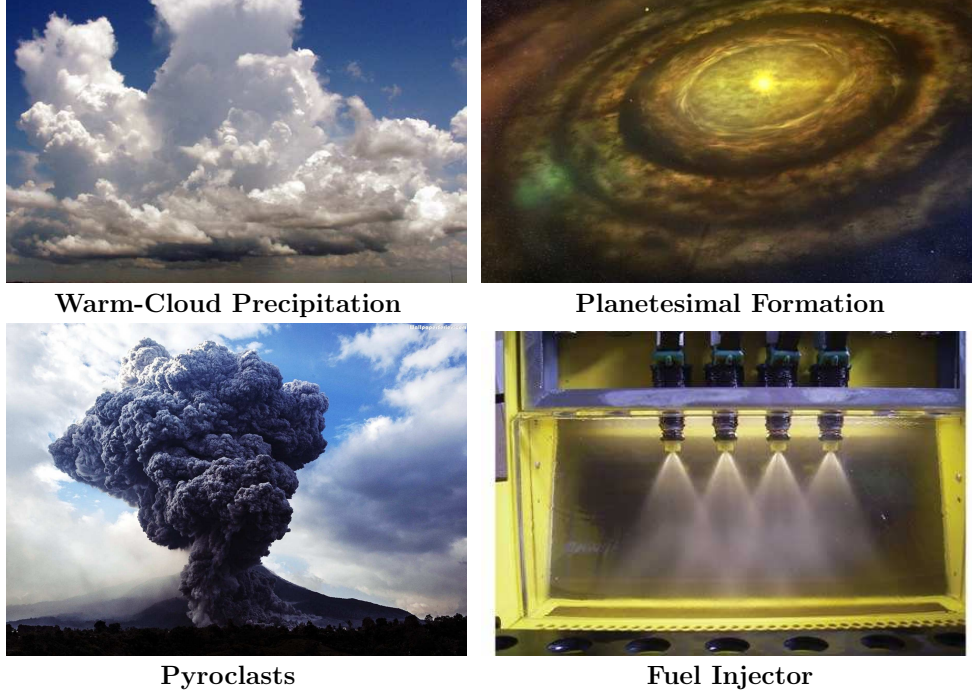 Warm-Cloud Precipitation
Planetesimal Formation
Pyroclasts
Fuel Injector